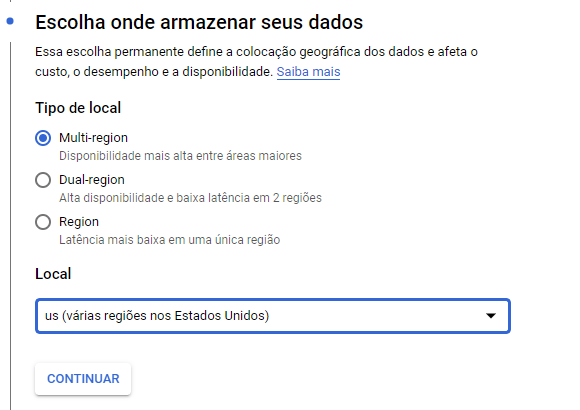 Escolha onde armazenar seus dados
Essa escolha permanente define a colocação geográfica dos dados e afeta o
custo, o desempenho e a disponibilidade. Saiba mais
Tipo de local
Multi-region
Disponibilidade mais alta entre áreas maiores
Dual-region
Alta disponibilidade e baixa latência em 2 regiões
Region
Latência mais baixa em uma única região
Local
us (várias regiões nos Estados Unidos)
CONTINUAR